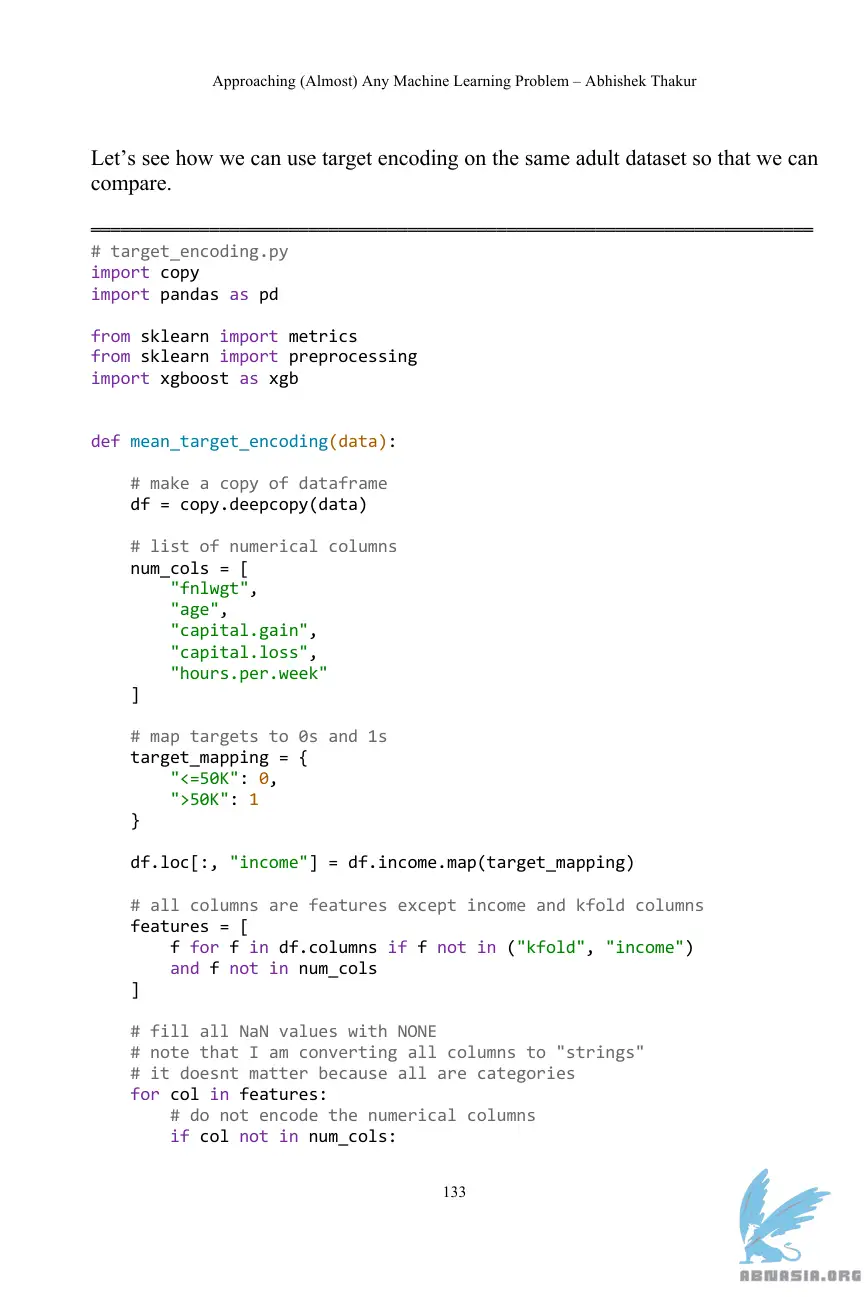 Approaching (Almost) Any Machine Learning Problem – Abhishek Thakur
Let’s see how we can use target encoding on the same adult dataset so that we can
compare.
# target_encoding.py
import copy
import pandas as pd
from sklearn import metrics
from sklearn import preprocessing
import xgboost as xgb
def mean_target_encoding(data):
    # make a copy of dataframe
    df = copy.deepcopy(data)
    # list of numerical columns
    num_cols = [
        "fnlwgt",
        "age",
        "capital.gain",
        "capital.loss",
        "hours.per.week"
    ]
    # map targets to 0s and 1s
    target_mapping = {
        "<=50K": 0,
        ">50K": 1
    }
    df.loc[:, "income"] = df.income.map(target_mapping)
    # all columns are features except income and kfold columns
    features = [
        f for f in df.columns if f not in ("kfold", "income")
        and f not in num_cols
    ]
    # fill all NaN values with NONE
    # note that I am converting all columns to "strings"
    # it doesnt matter because all are categories
    for col in features:
        # do not encode the numerical columns
        if col not in num_cols:
133
ABNASIA.ORG